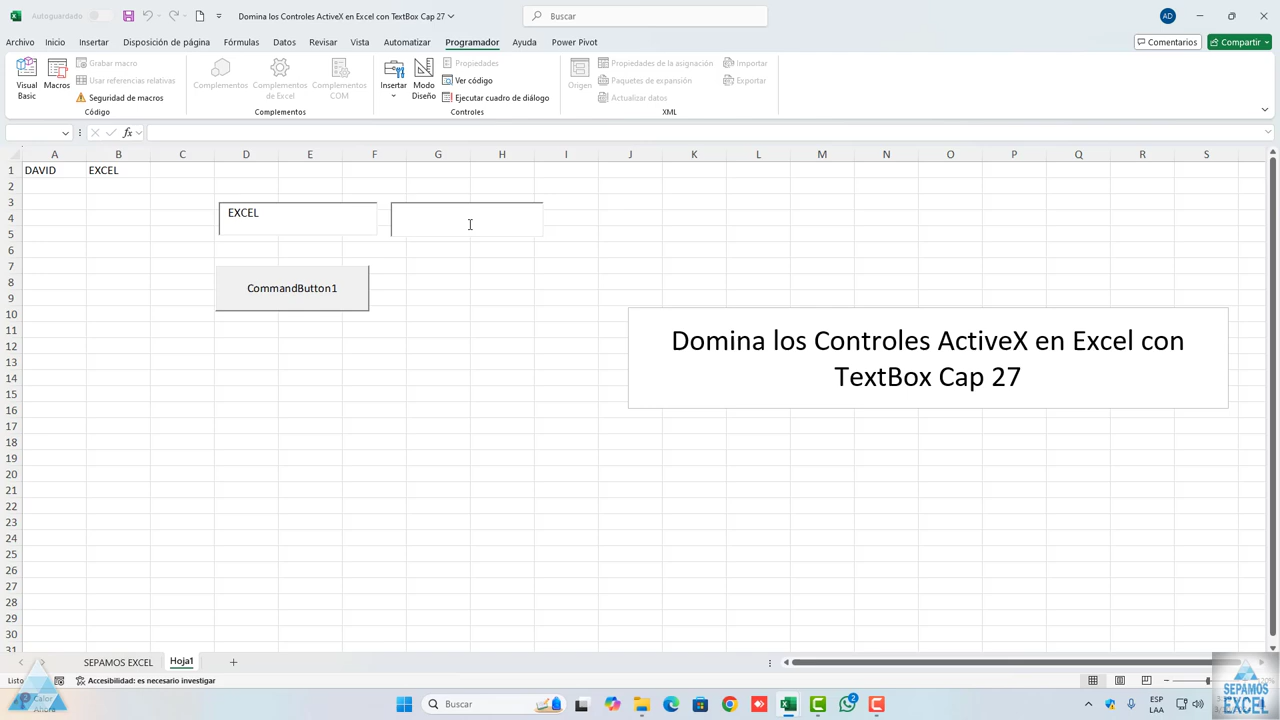 Autoguardado
Domina los Controles ActiveX en Excel con TextBox Cap 27
Buscar
AD
Archivo Inicio Insertar Disposición de página Fórmulas Datos Revisar Vista Automatizar Programador Ayuda Power Pivot
Comentarios
Compartir
Visual Basic
Macros
Grabar macro
Usar referencias relativas
Seguridad de macros
Código
Complementos
Complementos de Excel
Complementos COM
Complementos
Insertar
Modo Diseño
Propiedades
Ver código
Ejecutar cuadro de diálogo
Controles
Origen
Propiedades de la asignación
Paquetes de expansión
Actualizar datos
Importar
Exportar
XML
fx
A B C D E F G H I J K L M N O P Q R S
1 DAVID EXCEL
2
3
EXCEL
4
5
6
7
CommandButton1
8
9
10
11
Domina los Controles ActiveX en Excel con
12
13
TextBox Cap 27
14
15
16
17
18
19
20
21
22
23
24
25
26
27
28
29
30
31
SEPAMOS EXCEL Hoja1
Listo
Accesibilidad: es necesario investigar
Calor
Ahora
Buscar
2
ESP
LAA
SEPAMOS
EXCEL